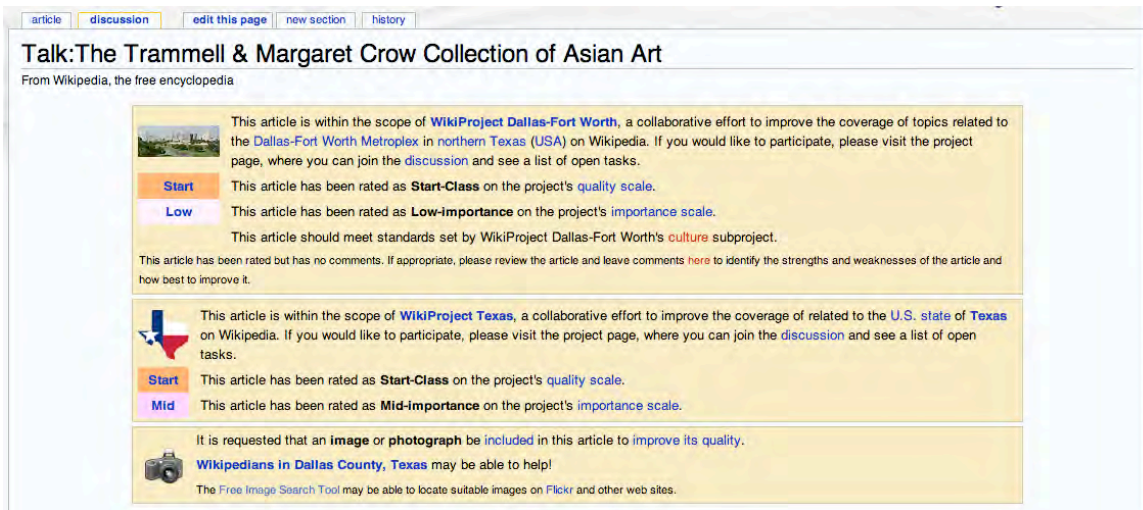 article discussion edit this page new section history
Talk:The Trammell & Margaret Crow Collection of Asian Art
From Wikipedia, the free encyclopedia
This article is within the scope of WikiProject Dallas-Fort Worth, a collaborative effort to improve the coverage of topics related to
the Dallas-Fort Worth Metroplex in northern Texas (USA) on Wikipedia. If you would like to participate, please visit the project
page, where you can join the discussion and see a list of open tasks.
Start This article has been rated as Start-Class on the project's quality scale.
Low This article has been rated as Low-importance on the project's importance scale.
This article should meet standards set by WikiProject Dallas-Fort Worth's culture subproject.
This article has been rated but has no comments. If appropriate, please review the article and leave comments here to identify the strengths and weaknesses of the article and
how best to improve it.
This article is within the scope of WikiProject Texas, a collaborative effort to improve the coverage of related to the U.S. state of Texas
on Wikipedia. If you would like to participate, please visit the project page, where you can join the discussion and see a list of open
tasks.
Start This article has been rated as Start-Class on the project's quality scale.
Mid This article has been rated as Mid-importance on the project's importance scale.
It is requested that an image or photograph be included in this article to improve its quality.
Wikipedians in Dallas County, Texas may be able to help!
The Free Image Search Tool may be able to locate suitable images on Flickr and other web sites.